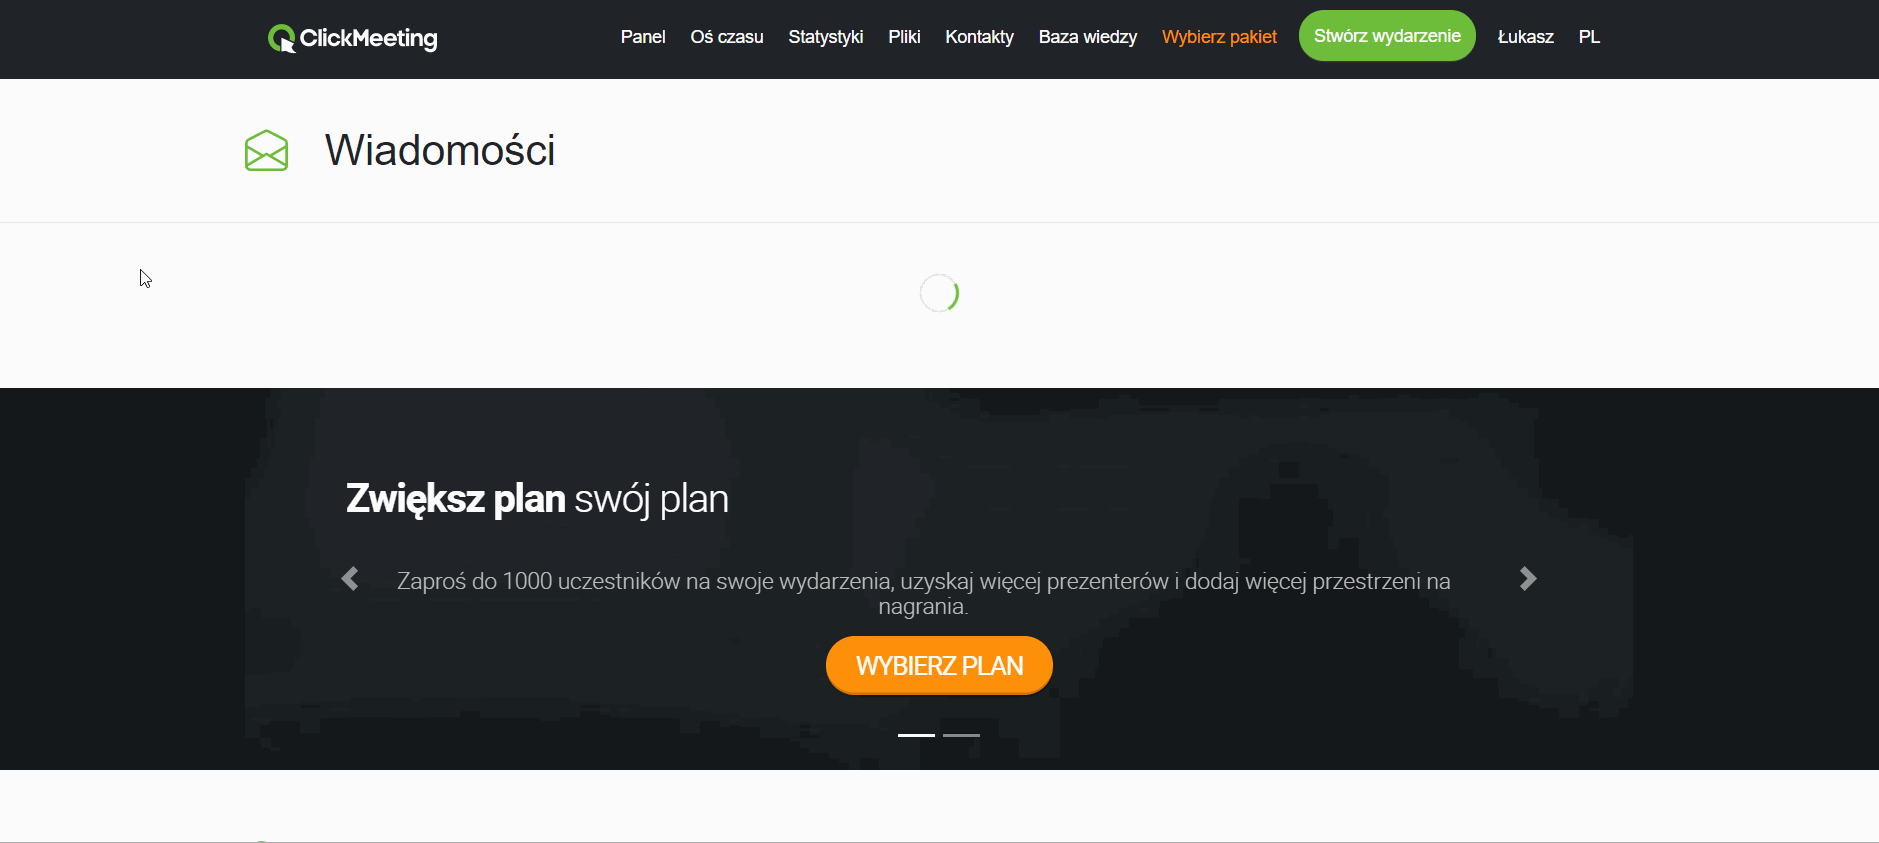 ClickMeeting Panel Oś czasu Statystyki Pliki Kontakty Baza wiedzy Wybierz pakiet Stwórz wydarzenie Łukasz PL
Wiadomości
Zwiększ plan swój plan
Zaproś do 1000 uczestników na swoje wydarzenia, uzyskaj więcej prezenterów i dodaj więcej przestrzeni na
nagrania.
WYBIERZ PLAN